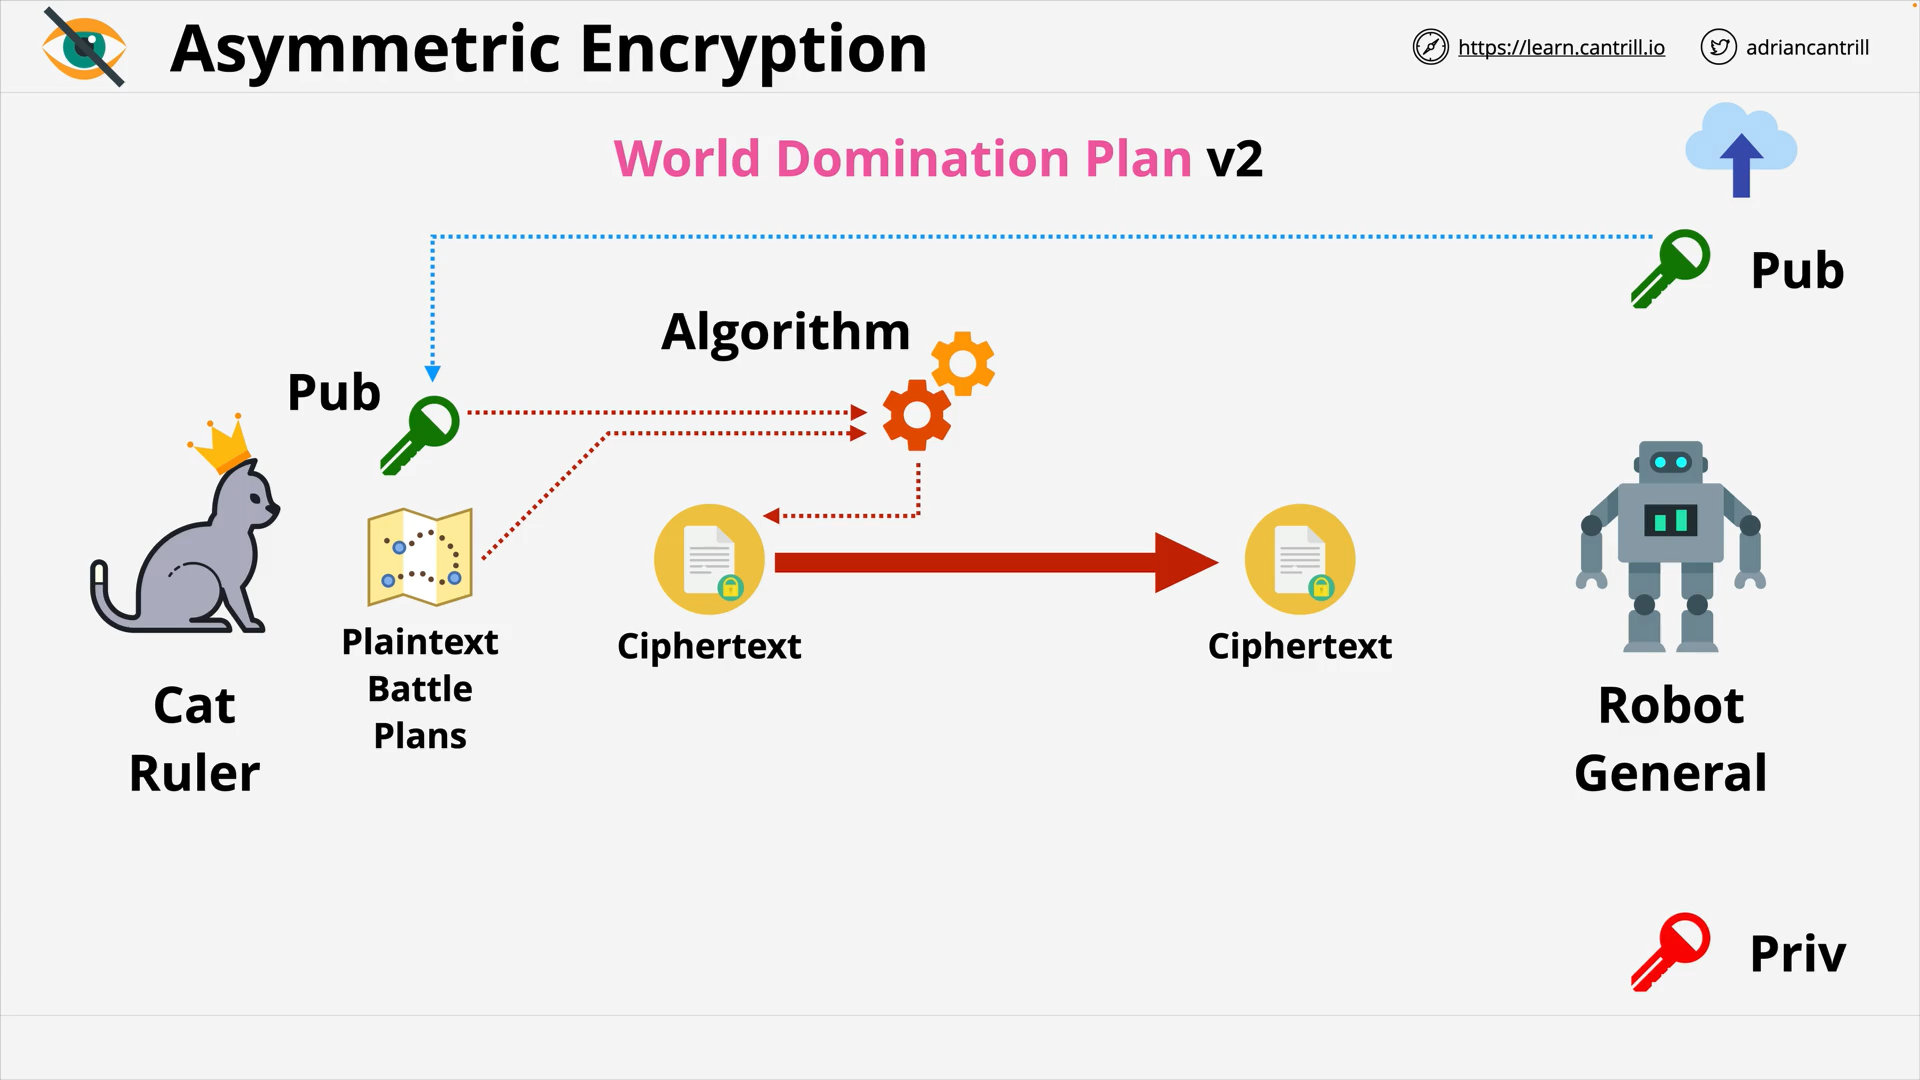 Asymmetric Encryption
https://learn.cantrill.io
adriancantrill
World Domination Plan v2
Pub
Algorithm
Pub
Plaintext
Battle
Plans
Ciphertext
Ciphertext
Cat
Ruler
Robot
General
Priv